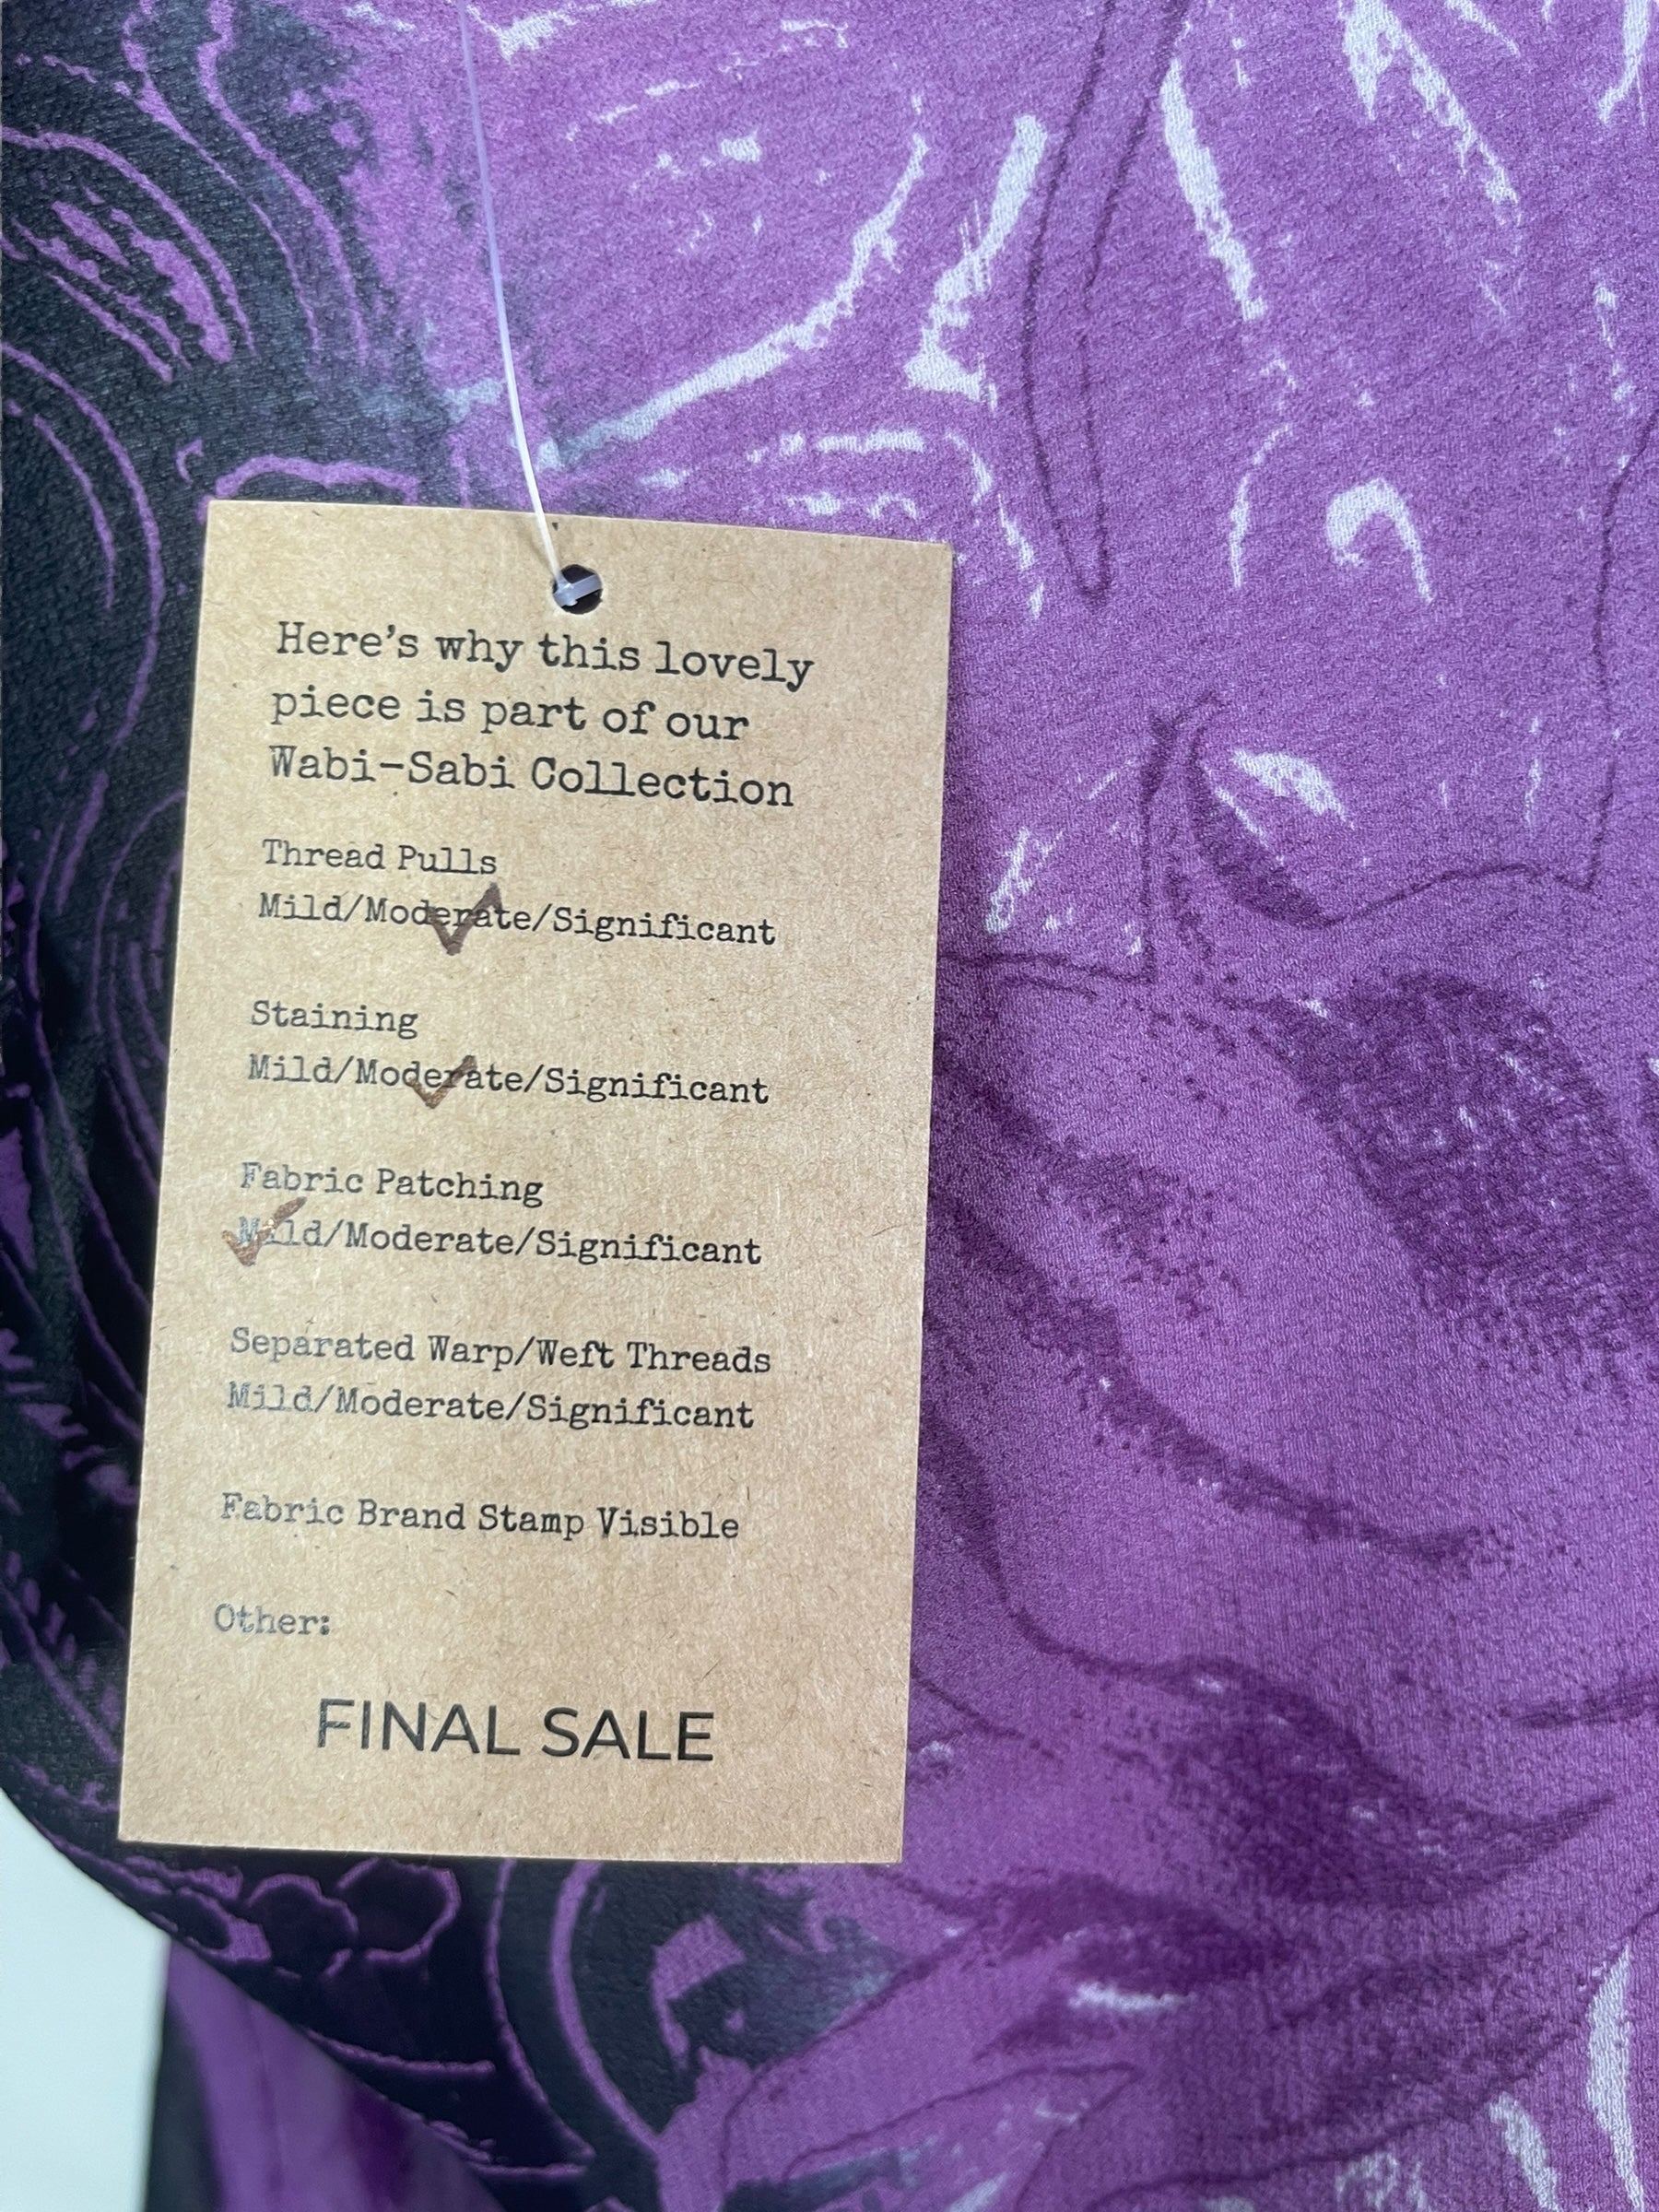 Here's why this lovely
piece is part of our
Wabi-Sabi Collection
Thread Pulls
Mild/Moderate/Significant
Staining
Mild/Moderate/Significant
Fabric Patching
Mild/Moderate/Significant
Separated Warp/Weft Threads
Mild/Moderate/Significant
Fabric Brand Stamp Visible
Other:
FINAL SALE